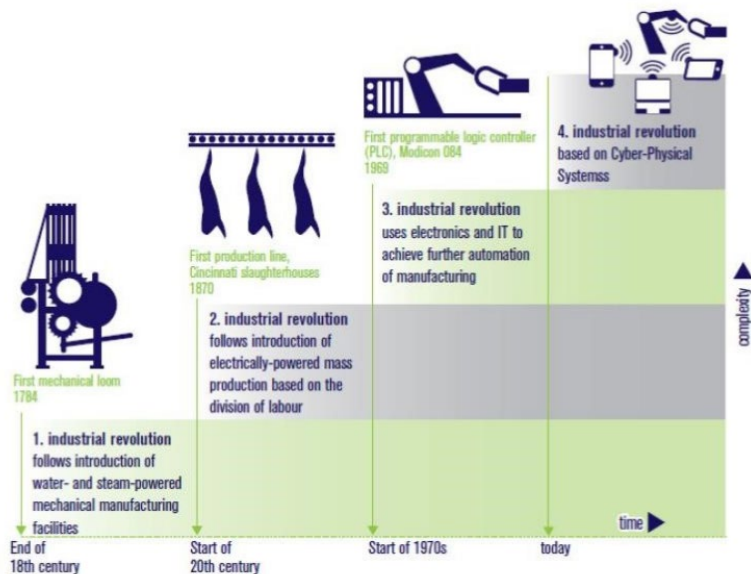 First mechanical loom
1784
1. industrial revolution
follows introduction of
water- and steam-powered
mechanical manufacturing
facilities
End of
18th century
First production line,
Cincinnati slaughterhouses
1870
2. industrial revolution
follows introduction of
electrically-powered mass
production based on the
division of labour
Start of
20th century
First programmable logic controller
(PLC), Modicon 084
1969
3. industrial revolution
uses electronics and IT to
achieve further automation
of manufacturing
Start of 1970s
4. industrial revolution
based on Cyber-Physical
Systemss
today
time
complexity